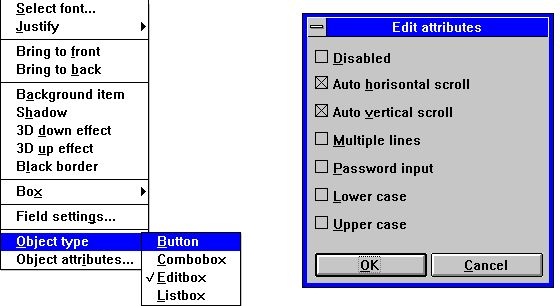 Select font...
Justify
Bring to front
Bring to back
Background item
Shadow
3D down effect
3D up effect
Black border
Box
Field settings...
Object type
Object attributes...
Button
Combobox
Editbox
Listbox
Edit attributes
Disabled
Auto horisontal scroll
Auto vertical scroll
Multiple lines
Password input
Lower case
Upper case
OK
Cancel